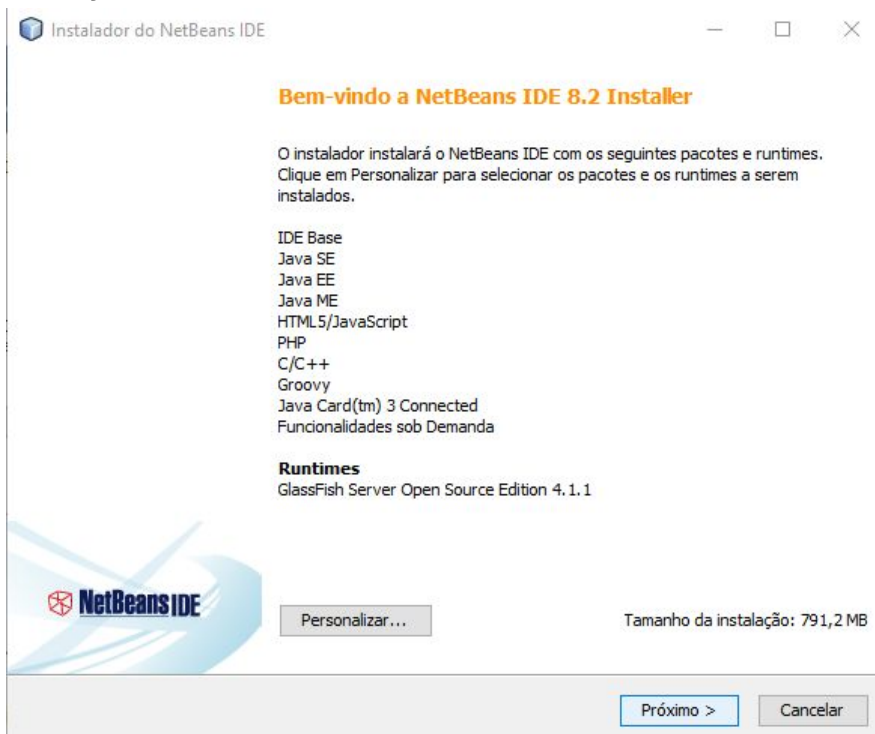 Instalador do NetBeans IDE
Bem-vindo a NetBeans IDE 8.2 Installer
O instalador instalará o NetBeans IDE com os seguintes pacotes e runtimes.
Clique em Personalizar para selecionar os pacotes e os runtimes a serem
instalados.
IDE Base
Java SE
Java EE
Java ME
HTML5/JavaScript
PHP
C/C++
Groovy
Java Card(tm) 3 Connected
Funcionalidades sob Demanda
Runtimes
GlassFish Server Open Source Edition 4.1.1
NetBeans IDE
Personalizar...
Tamanho da instalação: 791,2 MB
Próximo >
Cancelar